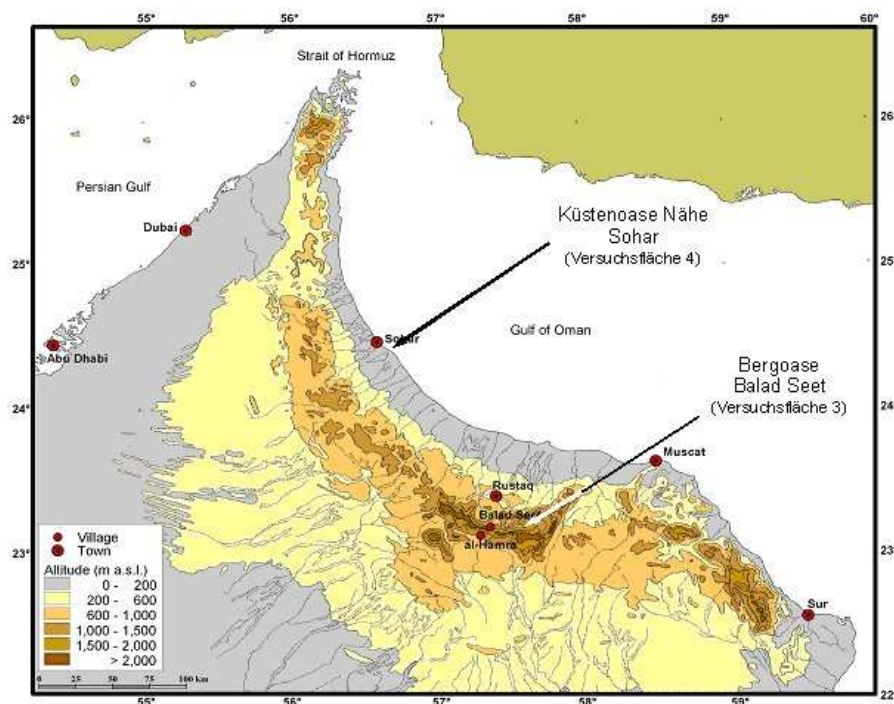 55° 56° 57° 58° 59° 60°
Strait of Hormuz
26° 26
Persian Gulf
Küstenoase Nähe
Sohar
(Versuchsfläche 4)
Dubai
25° 25
Gulf of Oman
Sohar
Abu Dhabi
Bergoase
Balad Seet
(Versuchsfläche 3)
24° 24
Muscat
Rustaq
Balad Seet
al-Hamra
23° 23
Village
Town
Altitude (m a.s.l.)
0 - 200
200 - 600
600 - 1,000
1,000 - 1,500
1,500 - 2,000
> 2,000
Sur
0 25 50 75 100 km
22
55° 56° 57° 58° 59°